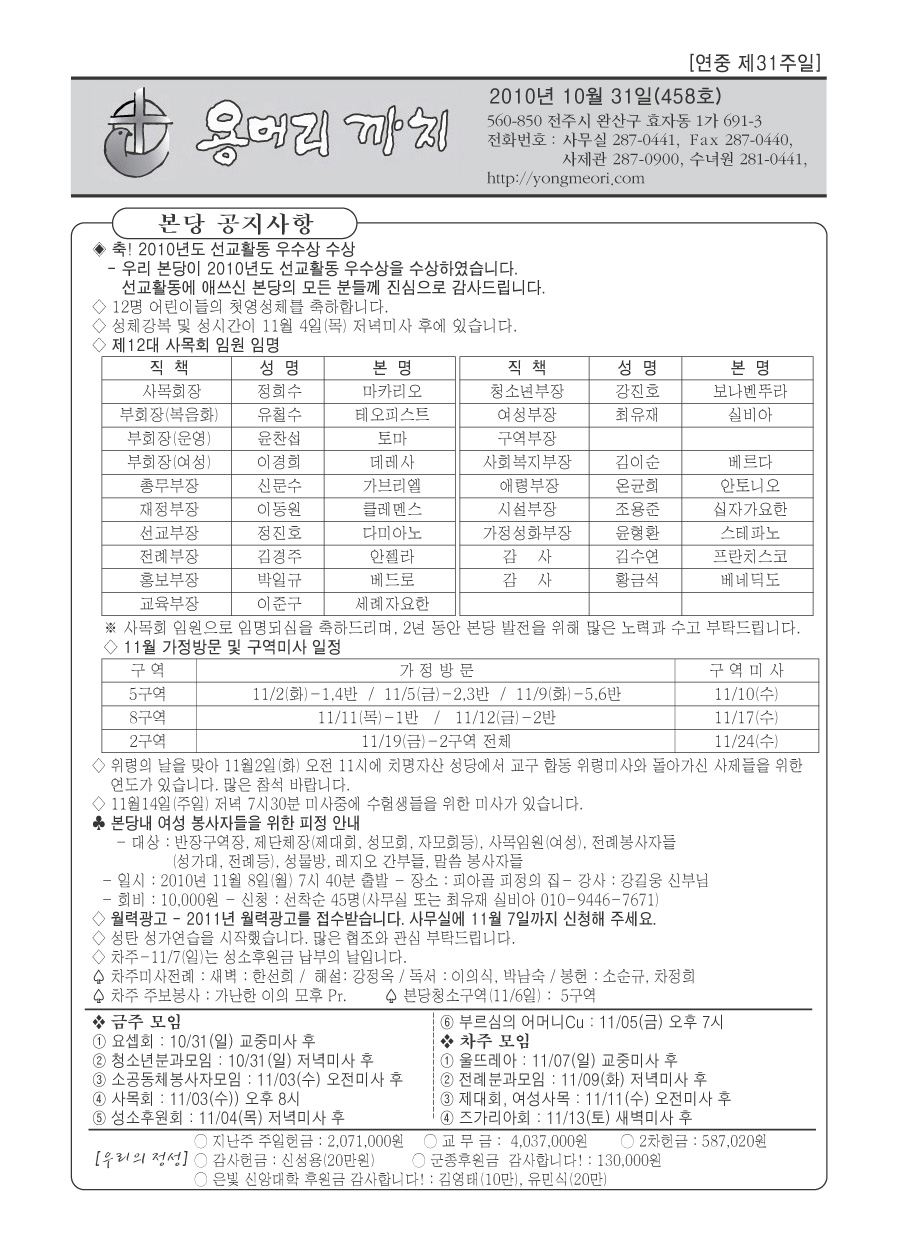 [연중 제31주일]
용머리 까치
2010년 10월 31일(458호)
560-850 전주시 완산구 효자동 1가 691-3
전화번호 : 사무실 287-0441, Fax 287-0440,
사제관 287-0900, 수녀원 281-0441,
http://yongmeori.com
본당 공지사항
◈ 축! 2010년도 선교활동 우수상 수상
- 우리 본당이 2010년도 선교활동 우수상을 수상하였습니다.
선교활동에 애쓰신 본당의 모든 분들께 진심으로 감사드립니다.
◇ 12명 어린이들의 첫영성체를 축하합니다.
◇ 성체강복 및 성시간이 11월 4일(목) 저녁미사 후에 있습니다.
◇ 제12대 사목회 임원 임명
직 책 성 명 본 명 직 책 성 명 본 명
사목회장 정희수 마카리오 청소년부장 강진호 보나벤뚜라
부회장(복음화) 유철수 테오피스트 여성부장 최유재 실비아
부회장(운영) 윤찬섭 토마 구역부장
부회장(여성) 이경희 데레사 사회복지부장 김이순 베르다
총무부장 신문수 가브리엘 애령부장 온균희 안토니오
재정부장 이동원 클레멘스 시설부장 조용준 십자가요한
선교부장 정진호 다미아노 가정성화부장 윤형환 스테파노
전례부장 김경주 안젤라 감 사 김수연 프란치스코
홍보부장 박일규 베드로 감 사 황금석 베네딕도
교육부장 이준구 세례자요한
※ 사목회 임원으로 임명되심을 축하드리며, 2년 동안 본당 발전을 위해 많은 노력과 수고 부탁드립니다.
◇ 11월 가정방문 및 구역미사 일정
구 역 가 정 방 문 구 역 미 사
5구역 11/2(화)-1,4반 / 11/5(금)-2,3반 / 11/9(화)-5,6반 11/10(수)
8구역 11/11(목)-1반 / 11/12(금)-2반 11/17(수)
2구역 11/19(금)-2구역 전체 11/24(수)
◇ 위령의 날을 맞아 11월2일(화) 오전 11시에 치명자산 성당에서 교구 합동 위령미사와 돌아가신 사제들을 위한
연도가 있습니다. 많은 참석 바랍니다.
◇ 11월14일(주일) 저녁 7시30분 미사중에 수험생들을 위한 미사가 있습니다.
♣ 본당내 여성 봉사자들을 위한 피정 안내
- 대상 : 반장구역장, 제단체장(제대회, 성모회, 자모회등), 사목임원(여성), 전례봉사자들
(성가대, 전례등), 성물방, 레지오 간부들, 말씀 봉사자들
- 일시 : 2010년 11월 8일(월) 7시 40분 출발 - 장소 : 피아골 피정의 집- 강사 : 강길웅 신부님
- 회비 : 10,000원 - 신청 : 선착순 45명(사무실 또는 최유재 실비아 010-9446-7671)
◇ 월력광고 - 2011년 월력광고를 접수받습니다. 사무실에 11월 7일까지 신청해 주세요.
◇ 성탄 성가연습을 시작했습니다. 많은 협조와 관심 부탁드립니다.
◇ 차주-11/7(일)는 성소후원금 납부의 날입니다.
♤ 차주미사전례 : 새벽 : 한선희 / 해설: 강정옥 / 독서 : 이의식, 박남숙 / 봉헌 : 소순규, 차정희
♤ 차주 주보봉사 : 가난한 이의 모후 Pr. ♤ 본당청소구역(11/6일) : 5구역
❖ 금주 모임
① 요셉회 : 10/31(일) 교중미사 후
② 청소년분과모임 : 10/31(일) 저녁미사 후
③ 소공동체봉사자모임 : 11/03(수) 오전미사 후
④ 사목회 : 11/03(수)) 오후 8시
⑤ 성소후원회 : 11/04(목) 저녁미사 후
⑥ 부르심의 어머니Cu : 11/05(금) 오후 7시
❖ 차주 모임
① 울뜨레아 : 11/07(일) 교중미사 후
② 전례분과모임 : 11/09(화) 저녁미사 후
③ 제대회, 여성사목 : 11/11(수) 오전미사 후
④ 즈가리아회 : 11/13(토) 새벽미사 후
[우리의 정성]
○ 지난주 주일헌금 : 2,071,000원 ○ 교 무 금 : 4,037,000원 ○ 2차헌금 : 587,020원
○ 감사헌금 : 신성용(20만원) ○ 군종후원금 감사합니다! : 130,000원
○ 은빛 신앙대학 후원금 감사합니다! : 김영태(10만), 유민식(20만)